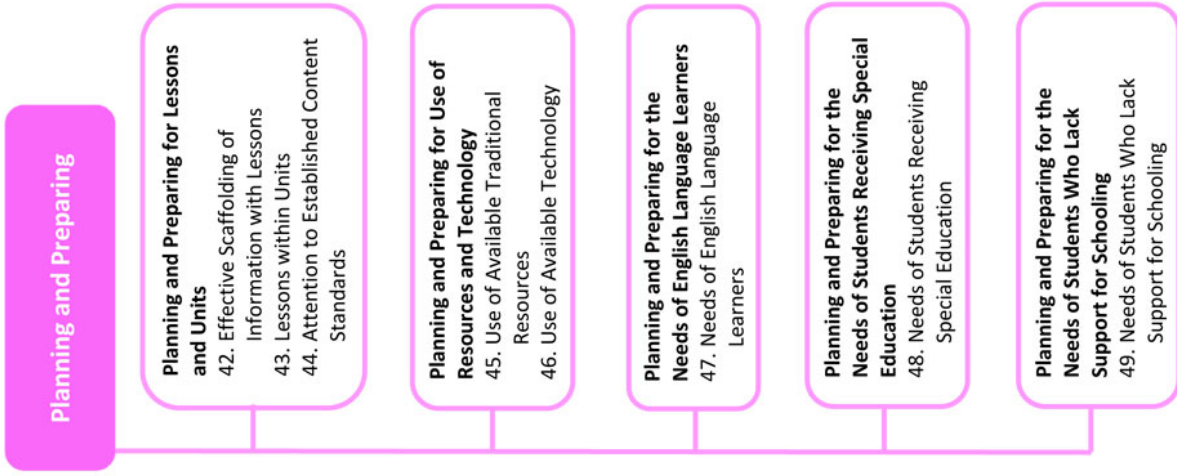 Planning and Preparing
Planning and Preparing for Lessons
and Units
42. Effective Scaffolding of
Information with Lessons
43. Lessons within Units
44. Attention to Established Content
Standards
Planning and Preparing for Use of
Resources and Technology
45. Use of Available Traditional
Resources
46. Use of Available Technology
Planning and Preparing for the
Needs of English Language Learners
47. Needs of English Language
Learners
Planning and Preparing for the
Needs of Students Receiving Special
Education
48. Needs of Students Receiving
Special Education
Planning and Preparing for the
Needs of Students Who Lack
Support for Schooling
49. Needs of Students Who Lack
Support for Schooling